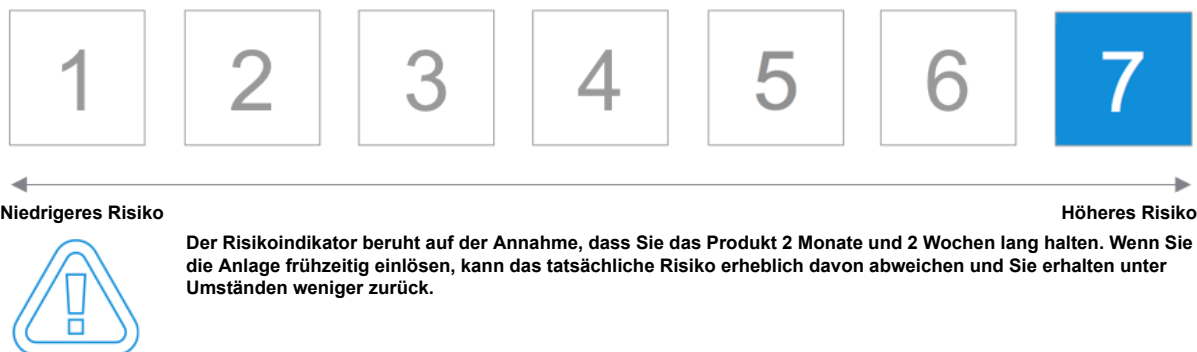 1 2 3 4 5 6 7
Niedrigeres Risiko Höheres Risiko
Der Risikoindikator beruht auf der Annahme, dass Sie das Produkt 2 Monate und 2 Wochen lang halten. Wenn Sie
die Anlage frühzeitig einlösen, kann das tatsächliche Risiko erheblich davon abweichen und Sie erhalten unter
Umständen weniger zurück.